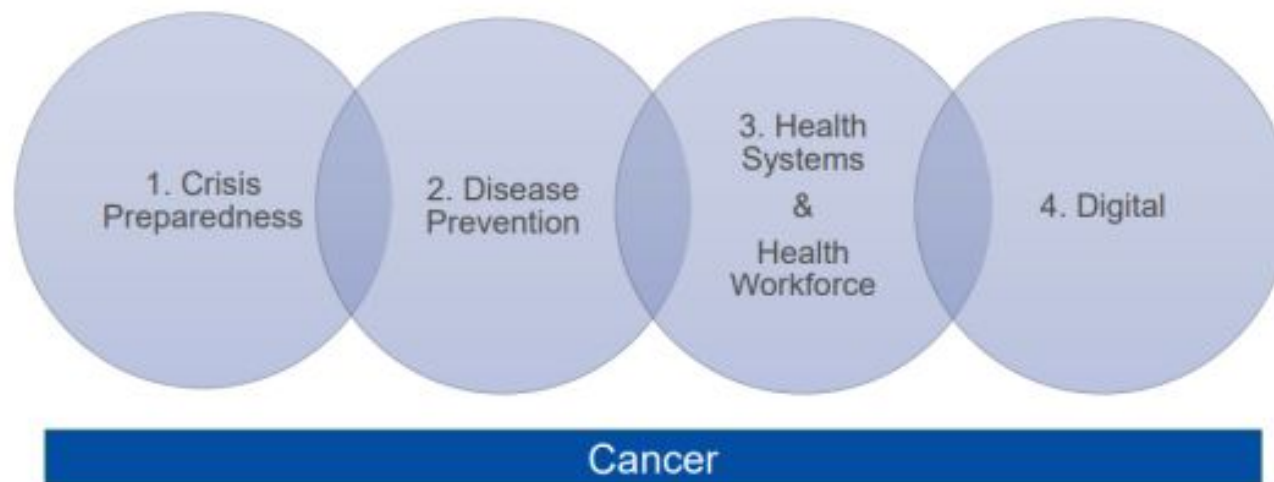 1. Crisis
Preparedness
2. Disease
Prevention
3. Health
Systems
&
Health
Workforce
4. Digital
Cancer